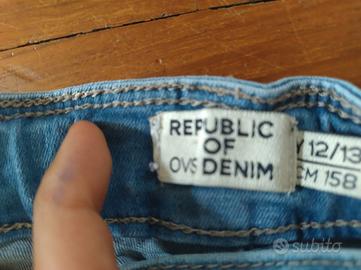 REPUBLIC
OF
OVS DENIM
Y 12/13
CM 158
subito